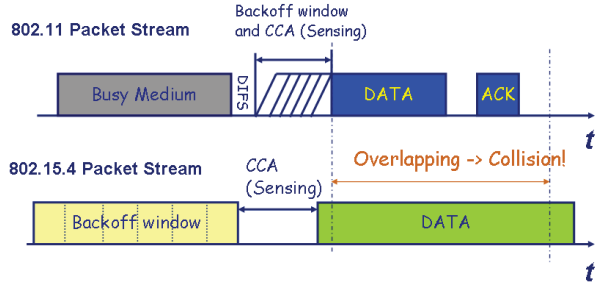 Backoff window
and CCA (Sensing)
802.11 Packet Stream
Busy Medium
DIFS
DATA
ACK
t
Overlapping -> Collision!
802.15.4 Packet Stream
CCA
(Sensing)
Backoff window
DATA
t